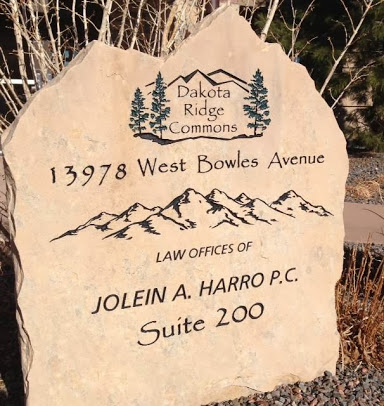 Dakota
Ridge
Commons
13978 West Bowles Avenue
LAW OFFICES OF
JOLEIN A. HARRO P.C.
Suite 200